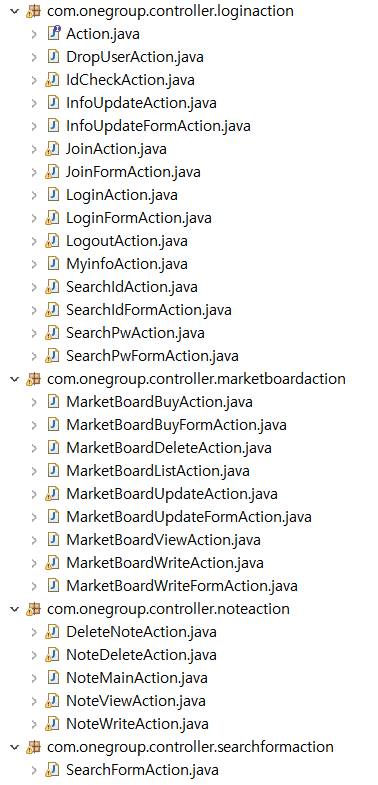 com.onegroup.controller.loginaction
Action.java
DropUserAction.java
IdCheckAction.java
InfoUpdateAction.java
InfoUpdateFormAction.java
JoinAction.java
JoinFormAction.java
LoginAction.java
LoginFormAction.java
LogoutAction.java
MyinfoAction.java
SearchIdAction.java
SearchIdFormAction.java
SearchPwAction.java
SearchPwFormAction.java
com.onegroup.controller.marketboardaction
MarketBoardBuyAction.java
MarketBoardBuyFormAction.java
MarketBoardDeleteAction.java
MarketBoardListAction.java
MarketBoardUpdateAction.java
MarketBoardUpdateFormAction.java
MarketBoardViewAction.java
MarketBoardWriteAction.java
MarketBoardWriteFormAction.java
com.onegroup.controller.noteaction
DeleteNoteAction.java
NoteDeleteAction.java
NoteMainAction.java
NoteViewAction.java
NoteWriteAction.java
com.onegroup.controller.searchformaction
SearchFormAction.java